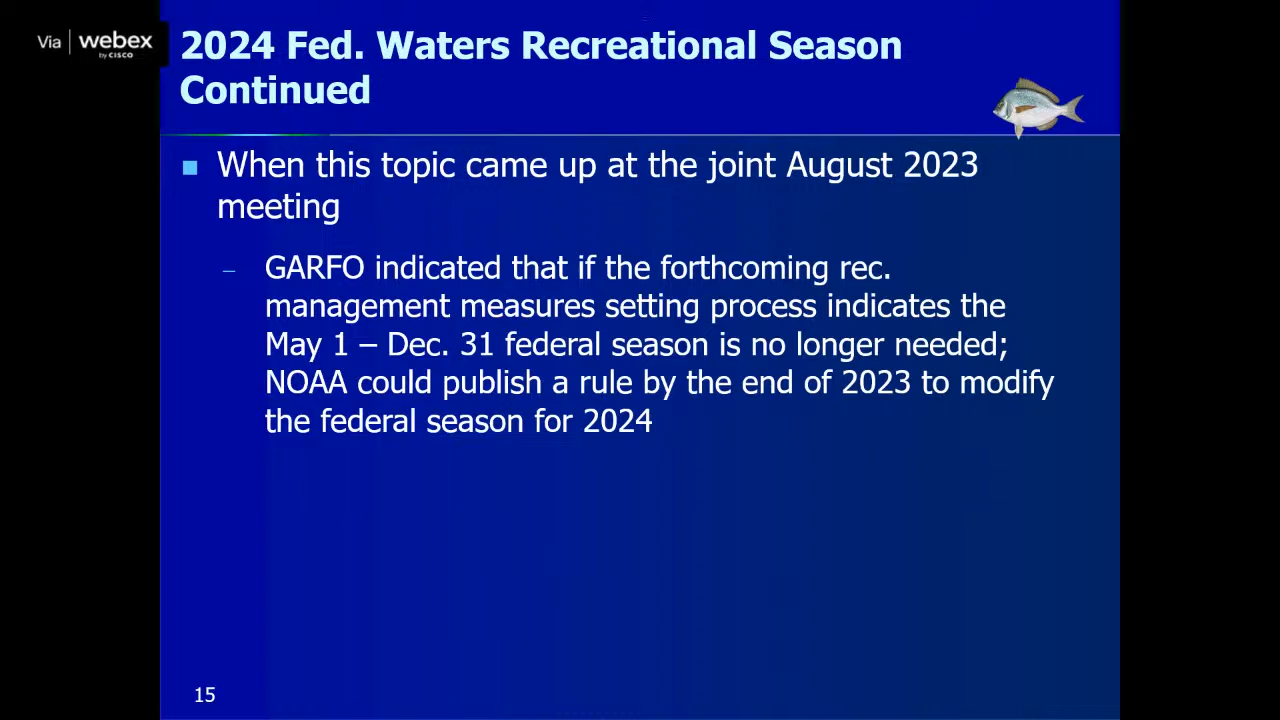 Via webex
by CISCO
2024 Fed. Waters Recreational Season
Continued
When this topic came up at the joint August 2023
meeting
– GARFO indicated that if the forthcoming rec.
management measures setting process indicates the
May 1 – Dec. 31 federal season is no longer needed;
NOAA could publish a rule by the end of 2023 to modify
the federal season for 2024
15